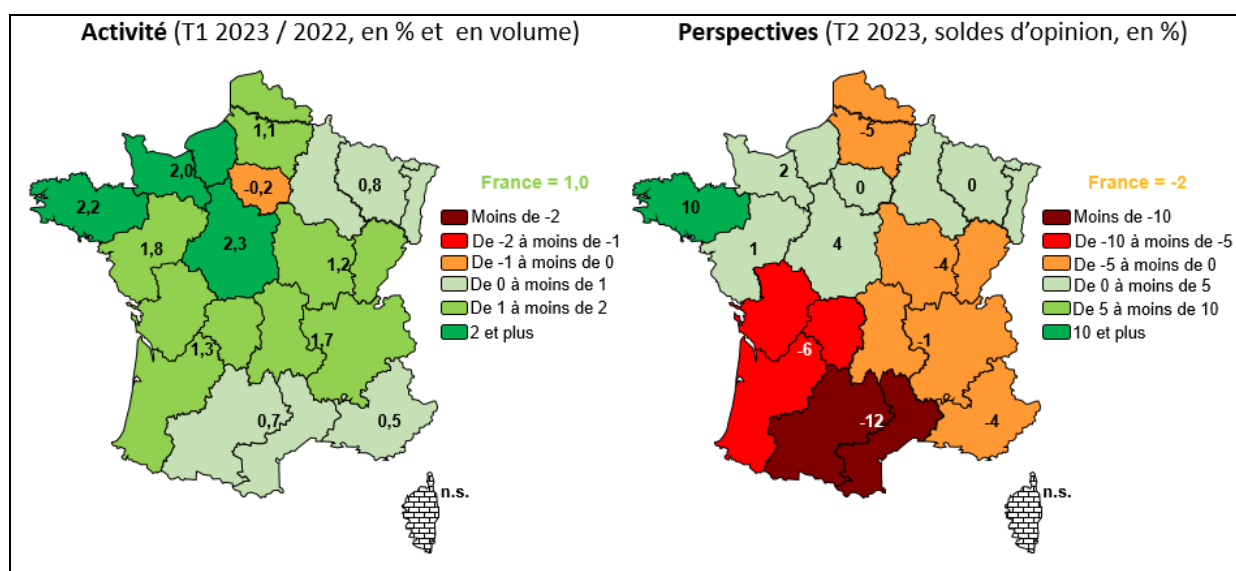 Activité (T1 2023 / 2022, en % et  en volume)
1,1
2,0
-0,2
0,8
2,2
1,8
2,3
1,2
1,3
1,7
0,7
0,5
n.s.
France = 1,0
Moins de -2
De -2 à moins de -1
De -1 à moins de 0
De 0 à moins de 1
De 1 à moins de 2
2 et plus
Perspectives (T2 2023, soldes d’opinion, en %)
-5
2
0
0
10
1
4
-4
-6
-1
-12
-4
n.s.
France = -2
Moins de -10
De -10 à moins de -5
De -5 à moins de 0
De 0 à moins de 5
De 5 à moins de 10
10 et plus